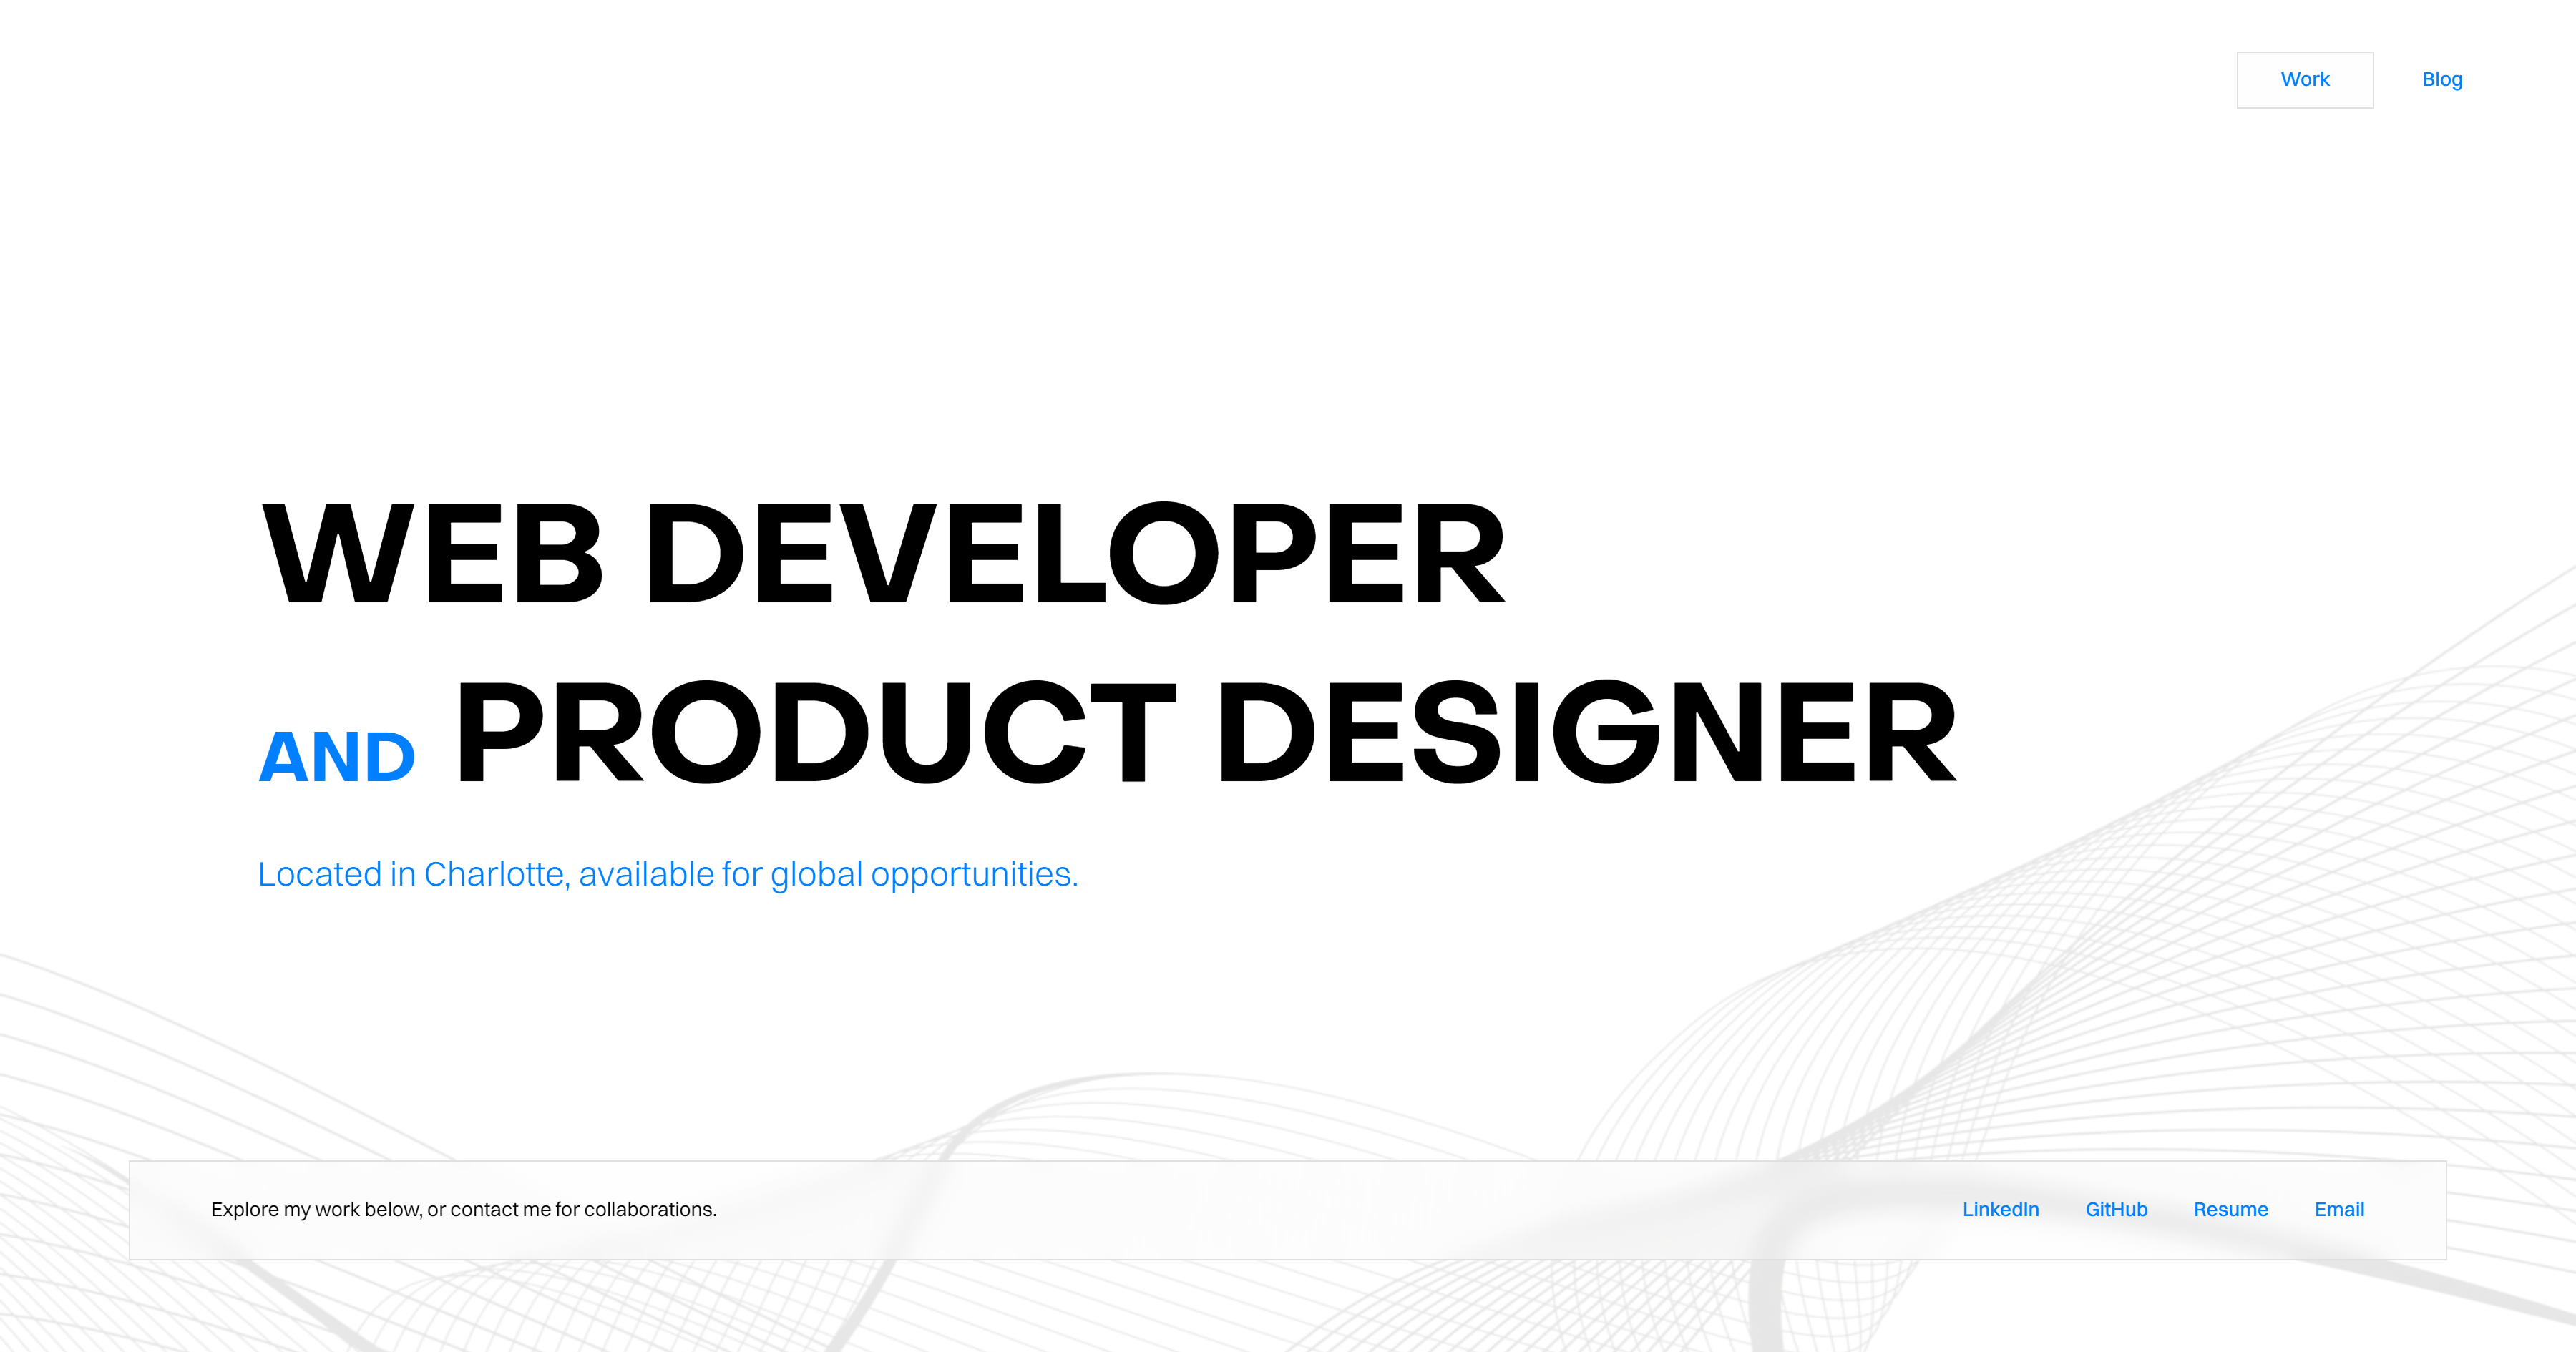 Work Blog
WEB DEVELOPER
AND PRODUCT DESIGNER
Located in Charlotte, available for global opportunities.
Explore my work below, or contact me for collaborations. LinkedIn GitHub Resume Email